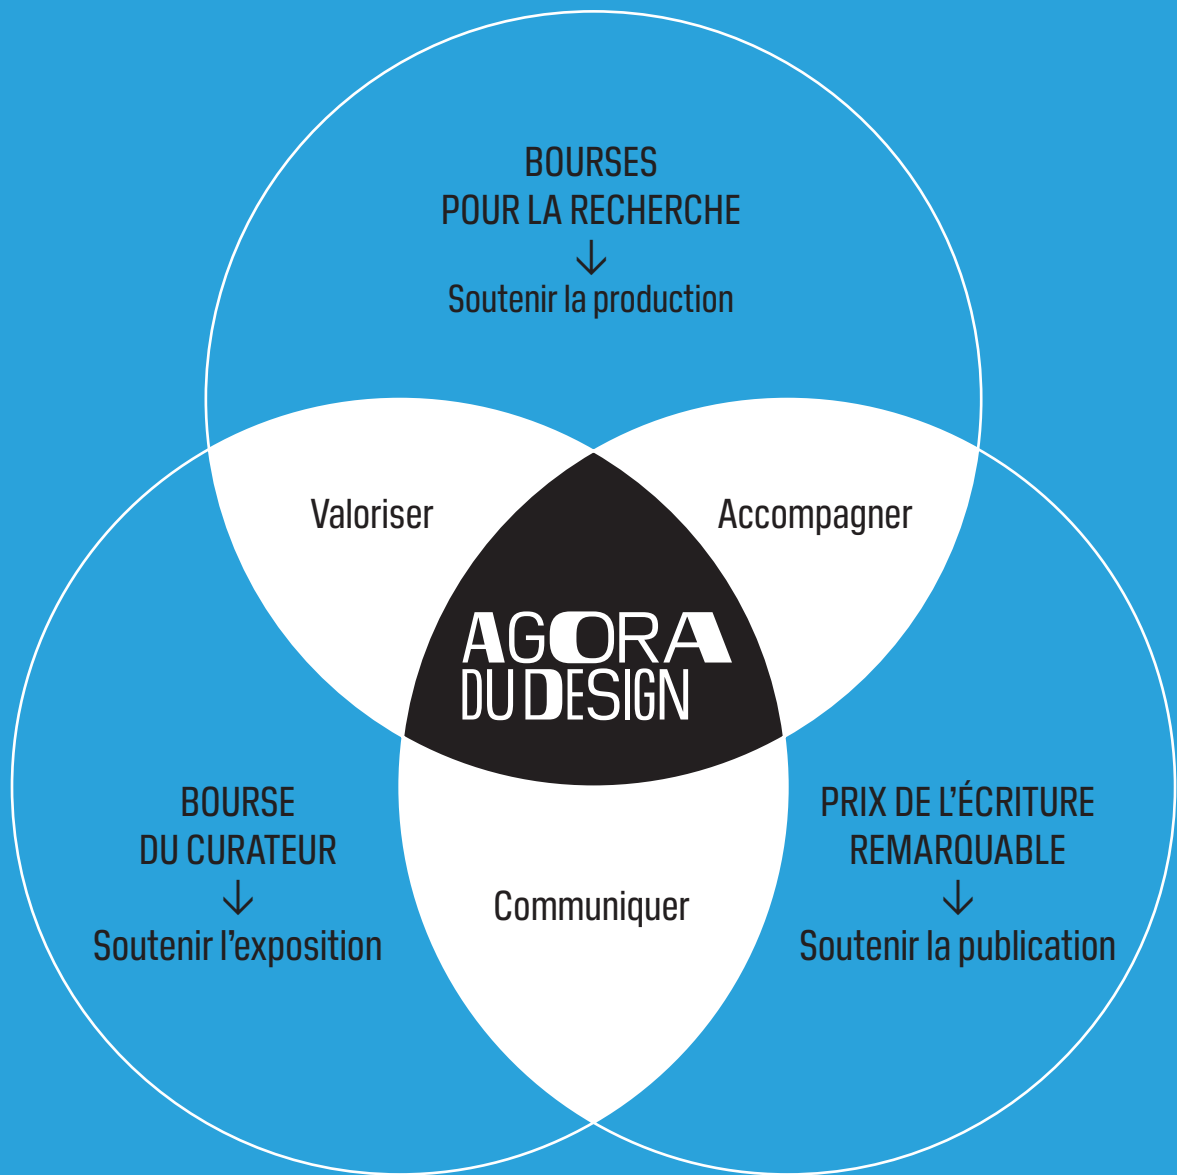 BOURSES
POUR LA RECHERCHE
↓
Soutenir la production
Valoriser
Accompagner
AGORA
DU DESIGN
BOURSE
DU CURATEUR
↓
Soutenir l’exposition
PRIX DE L’ÉCRITURE
REMARQUABLE
↓
Soutenir la publication
Communiquer